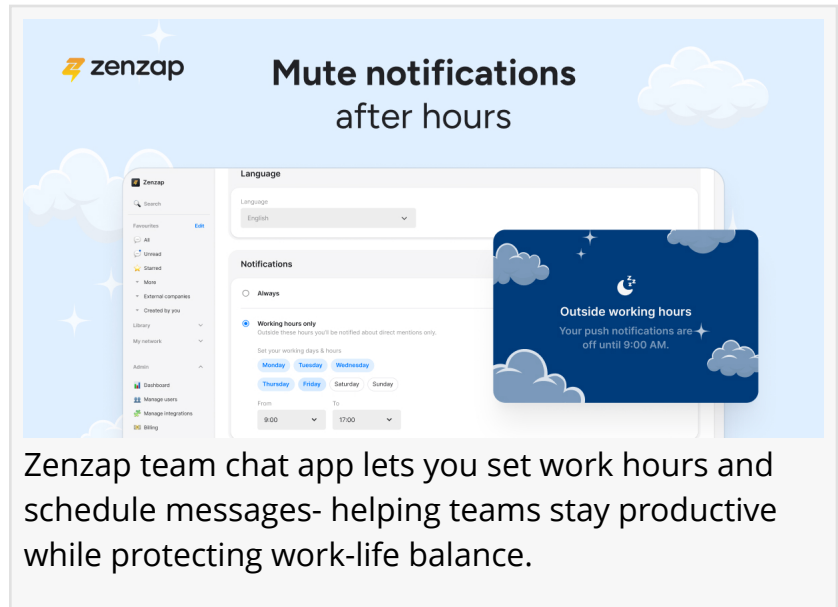 zenzap
Mute notifications
after hours
Zenzap
Search
Favourites Edit
All
Unread
Starred
More
External companies
Created by you
Library
My network
Admin
Dashboard
Manage users
Manage integrations
Billing
Language
Language
English
Notifications
Always
Working hours only
Outside these hours you'll be notified about direct mentions only.
Set your working days & hours
Monday Tuesday Wednesday
Thursday Friday Saturday Sunday
From To
9:00 17:00
Outside working hours
Your push notifications are
off until 9:00 AM.
Zenzap team chat app lets you set work hours and
schedule messages- helping teams stay productive
while protecting work-life balance.